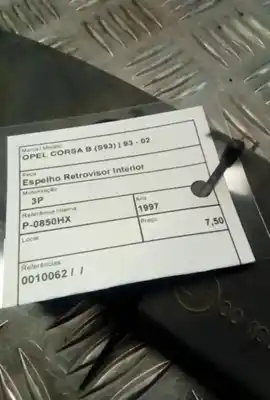 Marca / Modelo
OPEL CORSA B (S93) | 93 - 02
Peça
Espelho Retrovisor Interior
Motorização
3P
Referência Interna
P-0850HX
Ano
1997
Local
Preço
7,50
Referências
0010062 / /